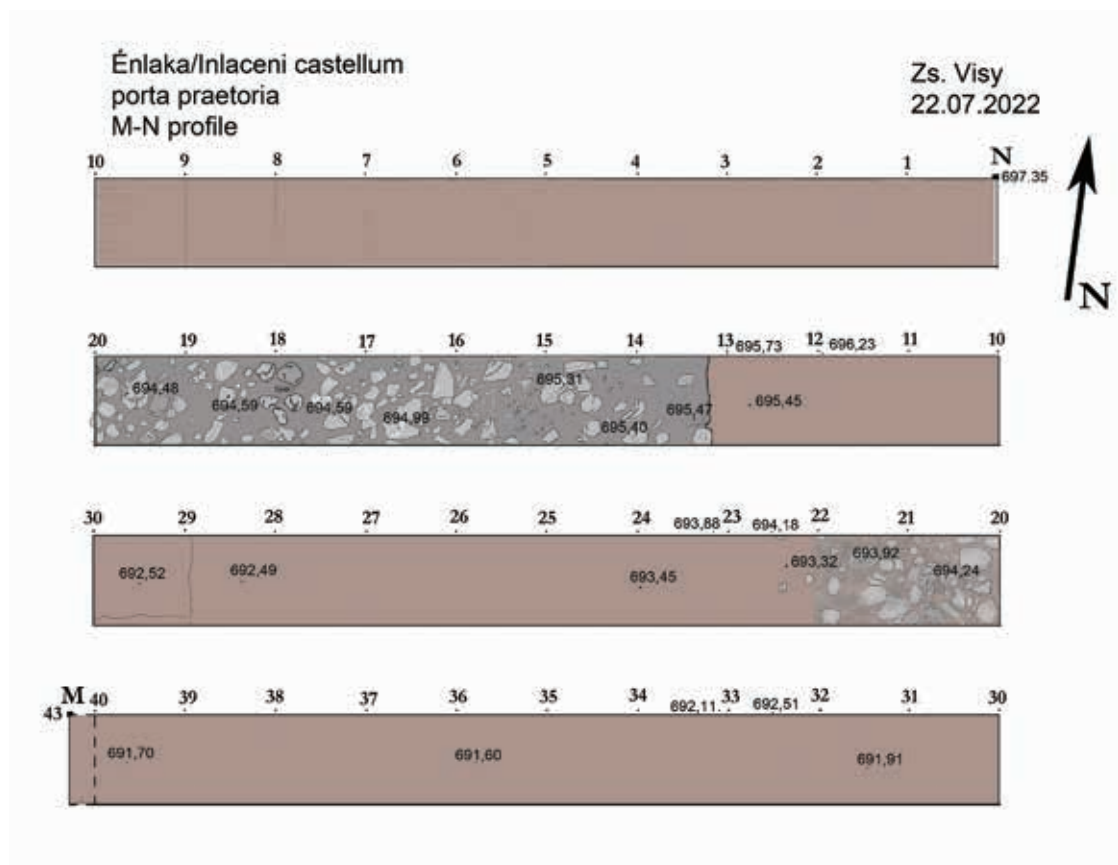 Énlaka/Inlaceni castellum
porta praetoria
M-N profile
Zs. Visy
22.07.2022
10 9 8 7 6 5 4 3 2 1 N
697,35
N
20 19 18 17 16 15 14 13 12 11 10
695,73 696,23
694,48 694,59 694,59 694,99 695,31 695,40 695,47 695,45
30 29 28 27 26 25 24 23 22 21 20
693,88 694,18
692,52 692,49 693,45 693,32 693,92 694,24
M 40 39 38 37 36 35 34 33 32 31 30
43 692,11 692,51
691,70 691,60 691,91